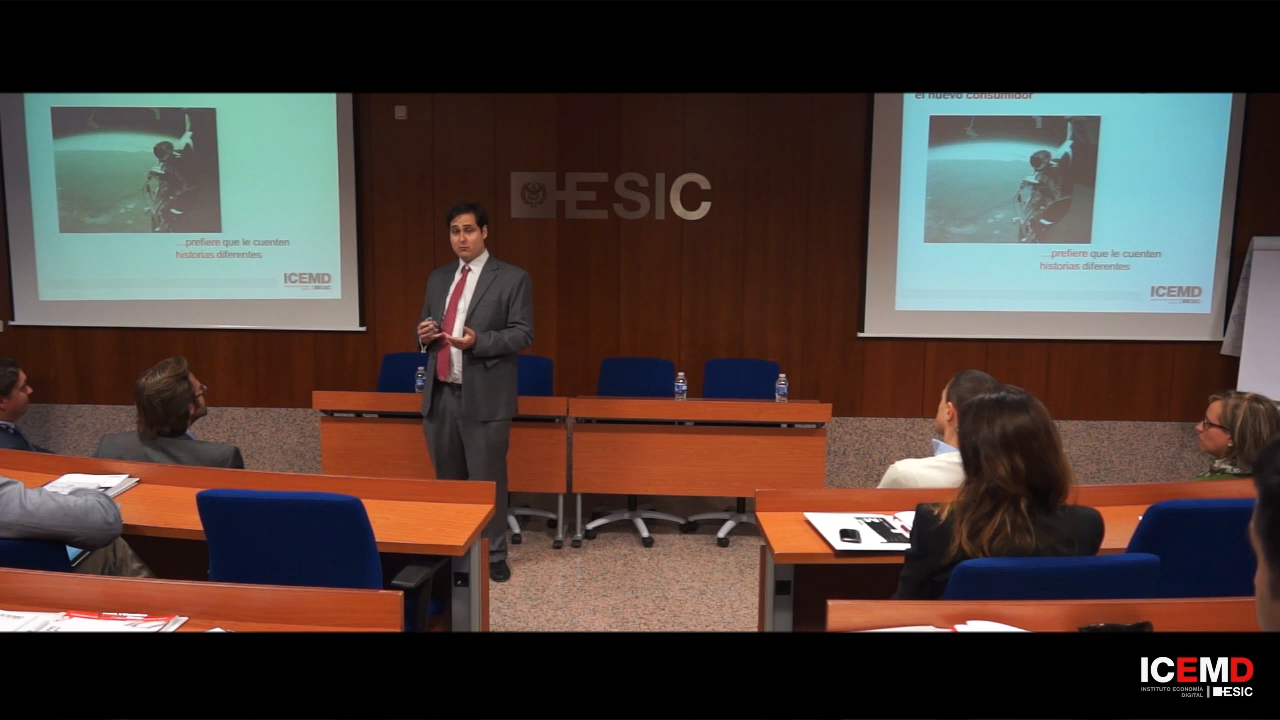 el nuevo consumidor
ESIC
...prefiere que le cuenten
historias diferentes
ICEMD
...prefiere que le cuenten
historias diferentes
ICEMD
ICEMD
INSTITUTO ECONOMÍA
DIGITAL
ESIC